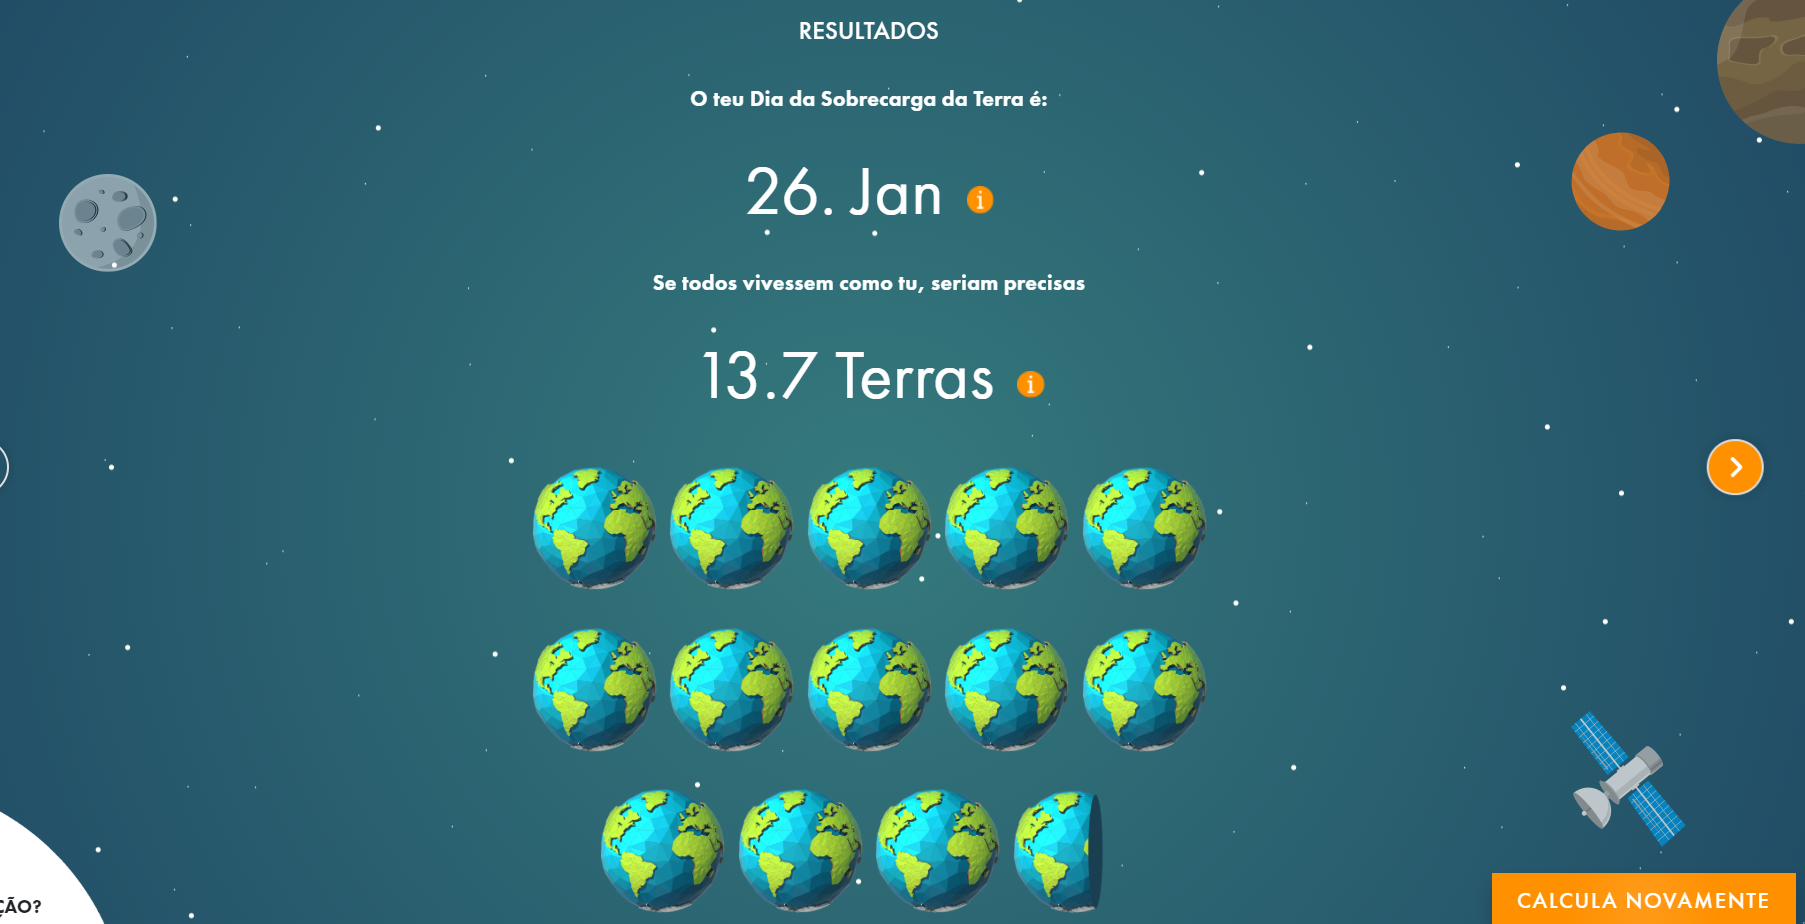 RESULTADOS
O teu Dia da Sobrecarga da Terra é:
26. Jan
Se todos vivessem como tu, seriam precisas
13.7 Terras
ÇÃO?
CALCULA NOVAMENTE